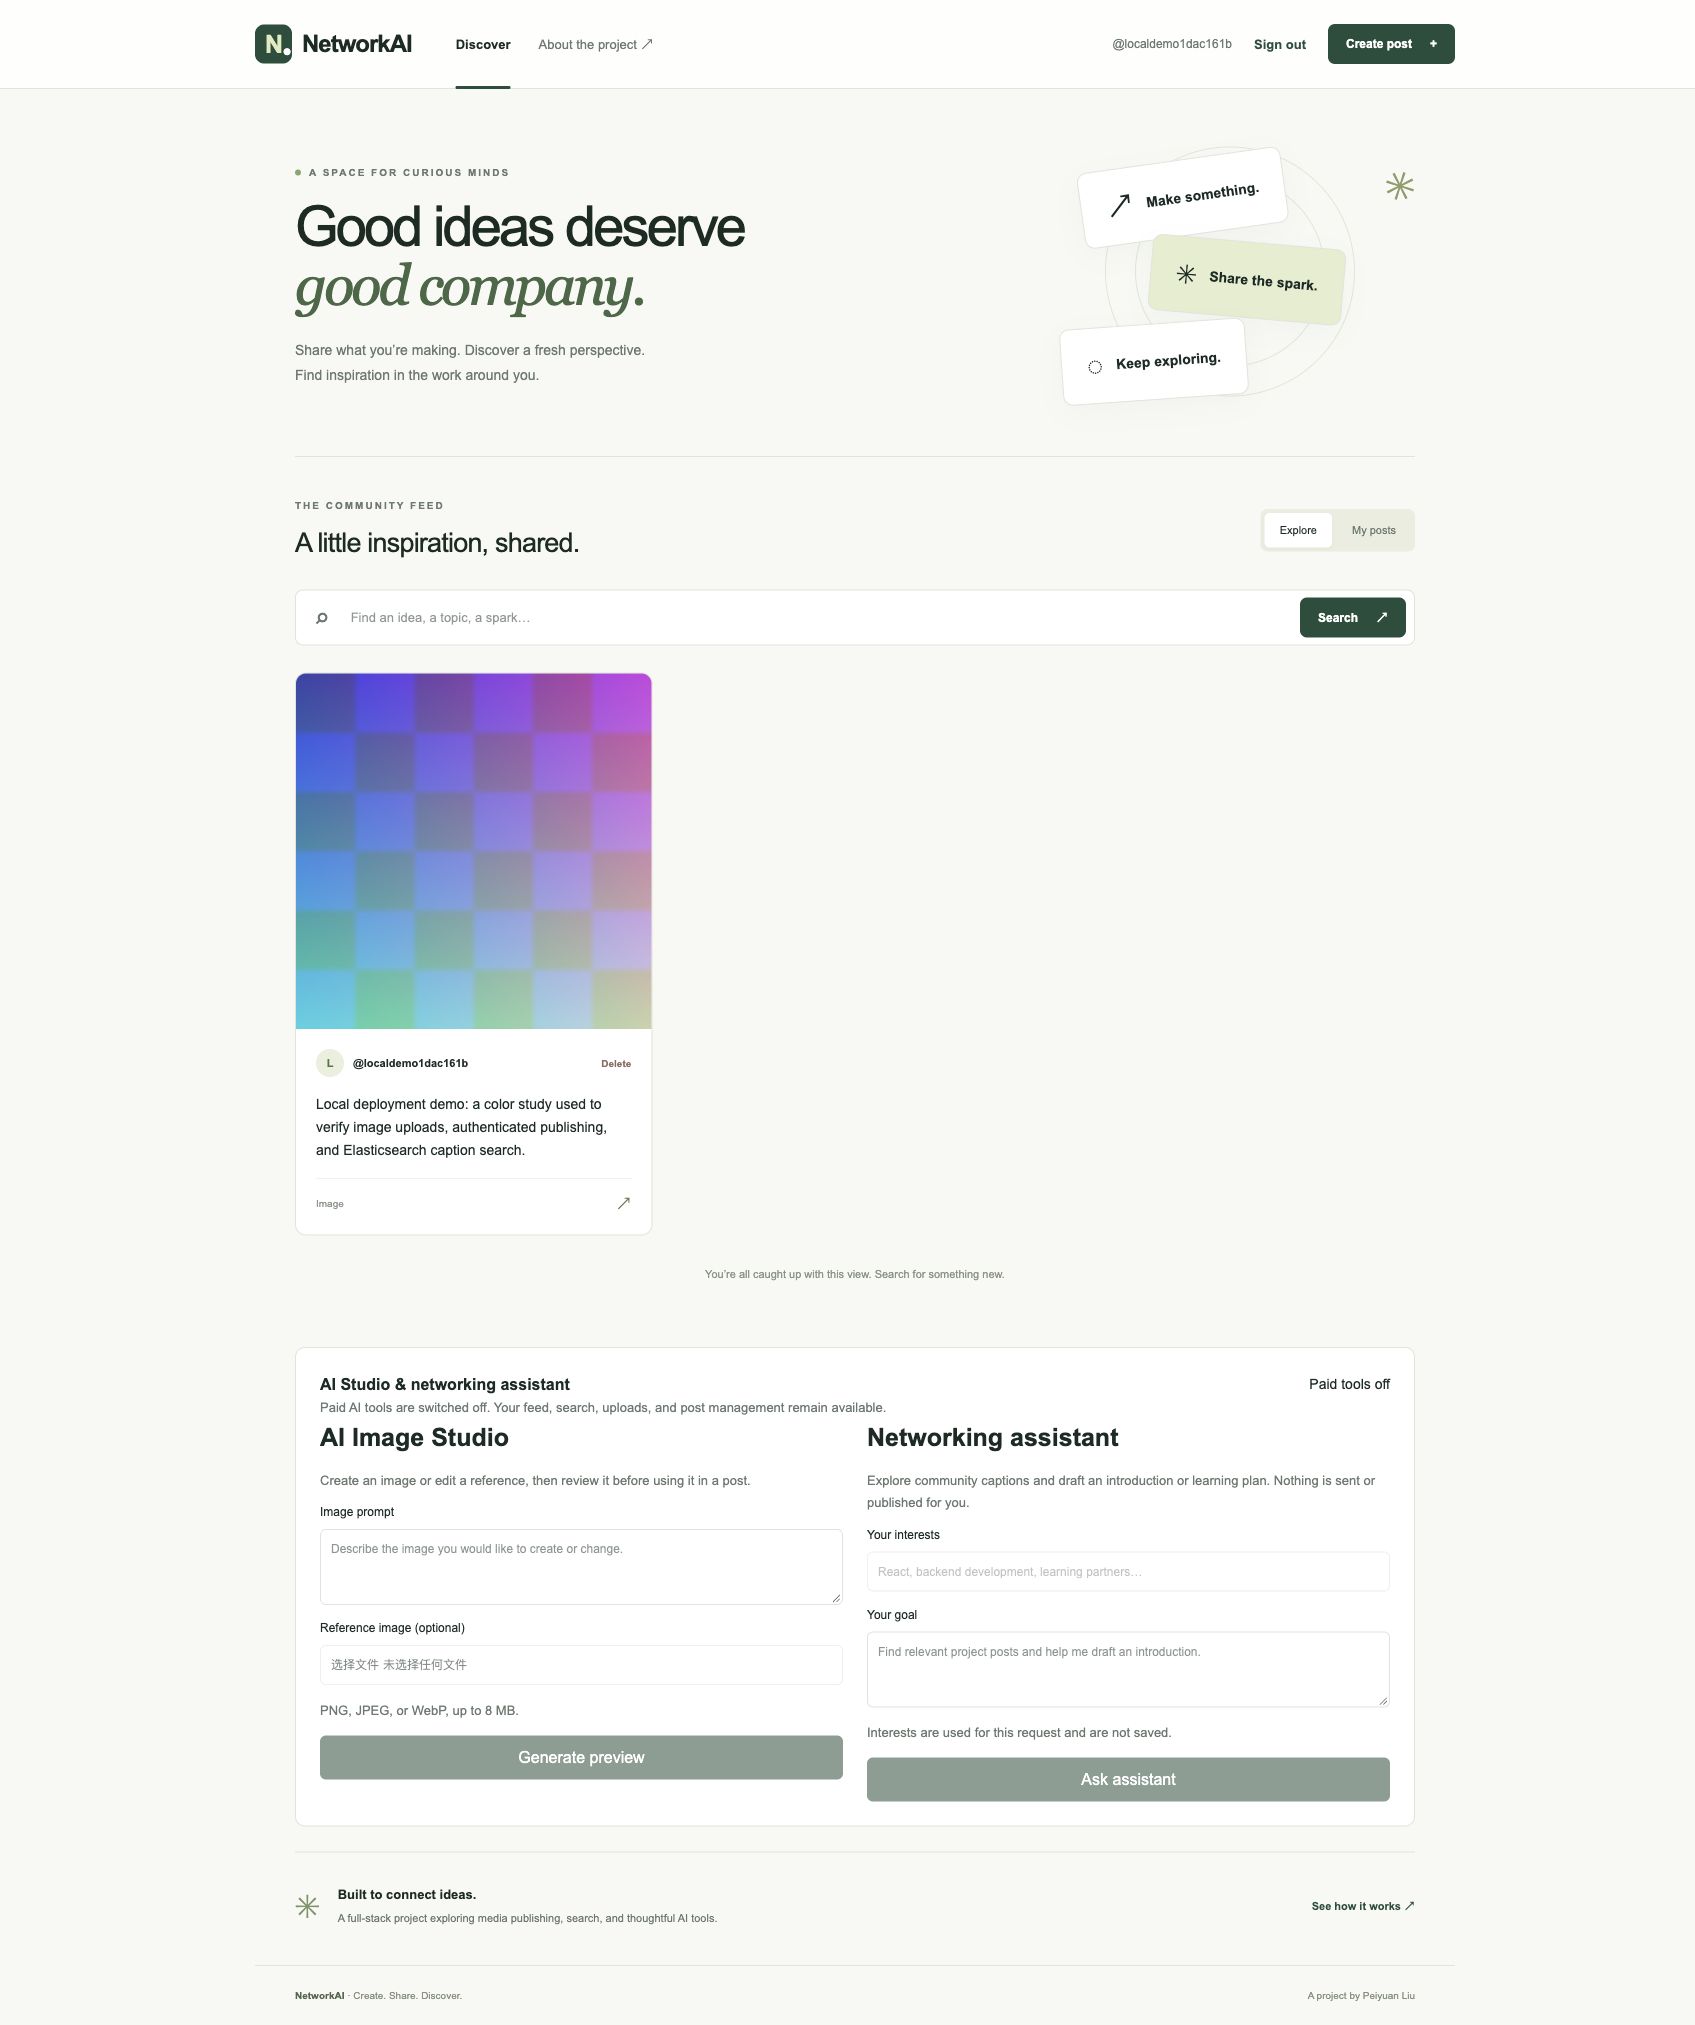 N. NetworkAI
Discover
About the project ↗
@localdemo1dac161b
Sign out
Create post +
A SPACE FOR CURIOUS MINDS
Good ideas deserve
good company.
Share what you’re making. Discover a fresh perspective.
Find inspiration in the work around you.
Make something.
Share the spark.
Keep exploring.
THE COMMUNITY FEED
A little inspiration, shared.
Explore
My posts
Find an idea, a topic, a spark…
Search ↗
L
@localdemo1dac161b
Delete
Local deployment demo: a color study used to
verify image uploads, authenticated publishing,
and Elasticsearch caption search.
Image ↗
You’re all caught up with this view. Search for something new.
AI Studio & networking assistant
Paid tools off
Paid AI tools are switched off. Your feed, search, uploads, and post management remain available.
AI Image Studio
Create an image or edit a reference, then review it before using it in a post.
Image prompt
Describe the image you would like to create or change.
Reference image (optional)
选择文件 未选择任何文件
PNG, JPEG, or WebP, up to 8 MB.
Generate preview
Networking assistant
Explore community captions and draft an introduction or learning plan. Nothing is sent or
published for you.
Your interests
React, backend development, learning partners…
Your goal
Find relevant project posts and help me draft an introduction.
Interests are used for this request and are not saved.
Ask assistant
Built to connect ideas.
A full-stack project exploring media publishing, search, and thoughtful AI tools.
See how it works ↗
NetworkAI · Create. Share. Discover.
A project by Peiyuan Liu